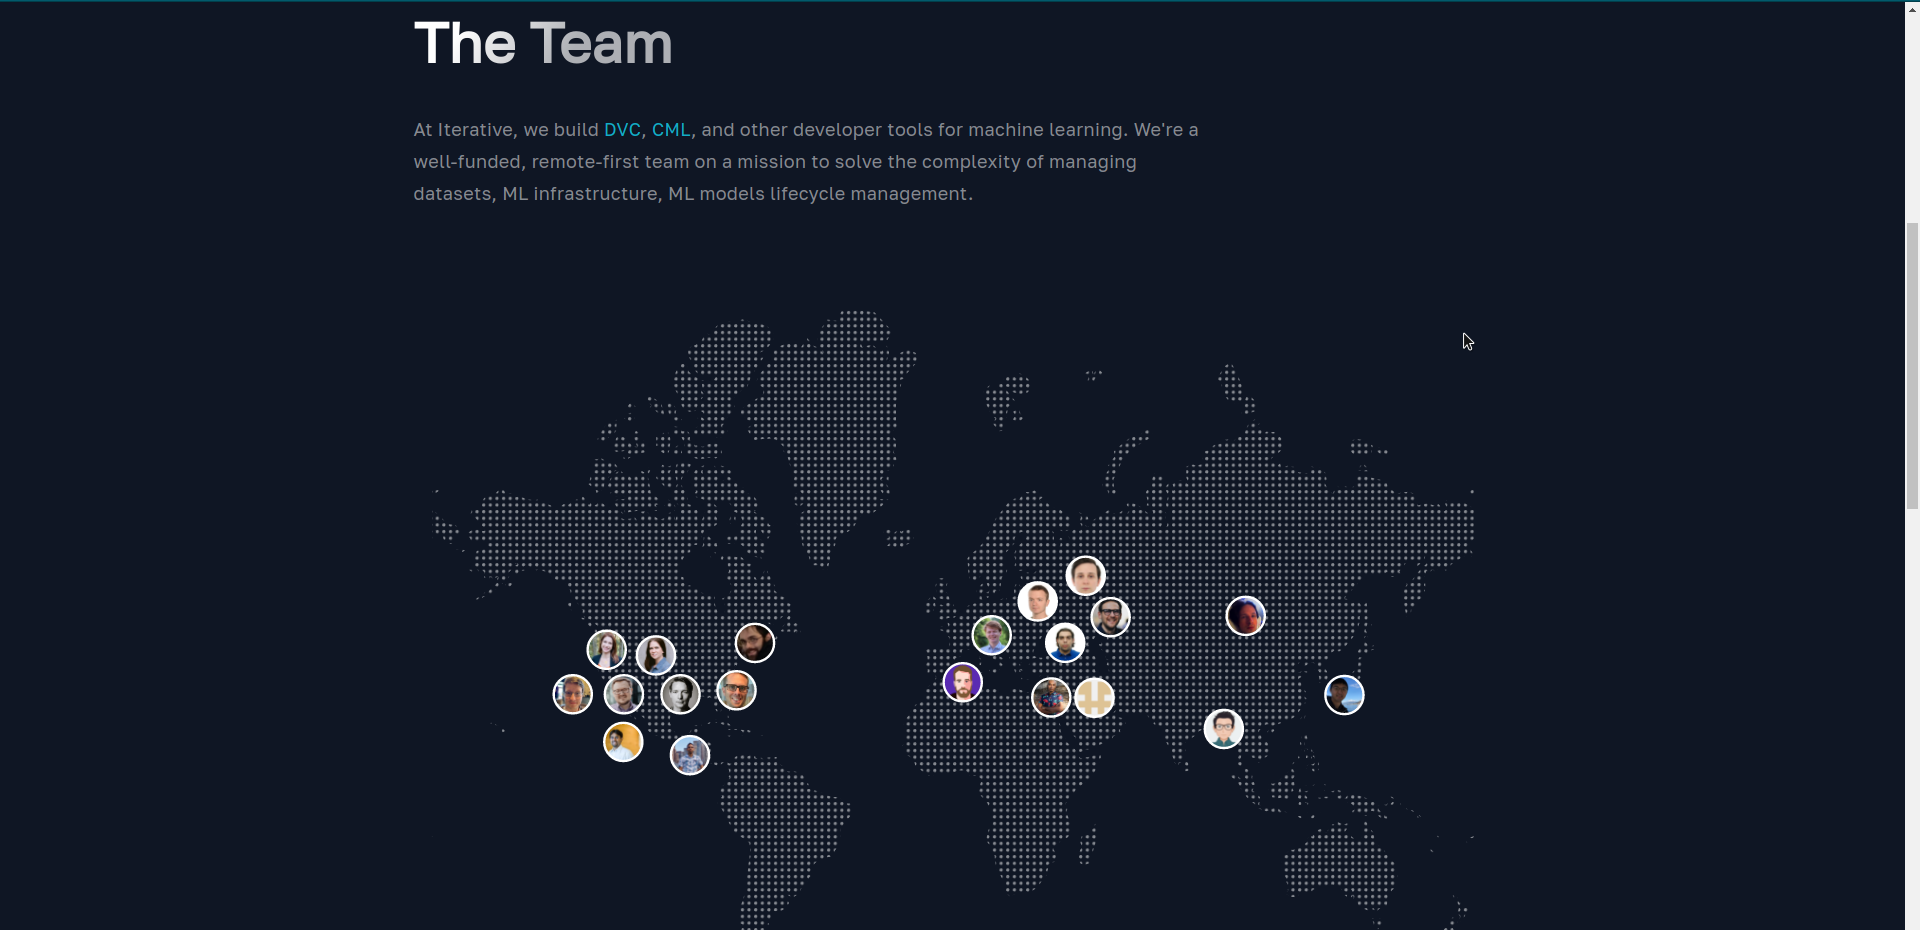 The Team
At Iterative, we build DVC, CML, and other developer tools for machine learning. We're a
well-funded, remote-first team on a mission to solve the complexity of managing
datasets, ML infrastructure, ML models lifecycle management.